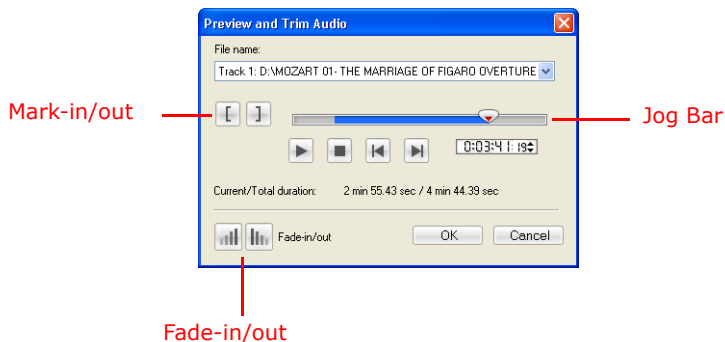 Preview and Trim Audio
File name:
Track 1: D:\MOZART 01- THE MARRIAGE OF FIGARO OVERTURE
Mark-in/out
[ ]
Jog Bar
0:03:41:19
Current/Total duration: 2 min 55.43 sec / 4 min 44.39 sec
Fade-in/out
OK
Cancel
Fade-in/out